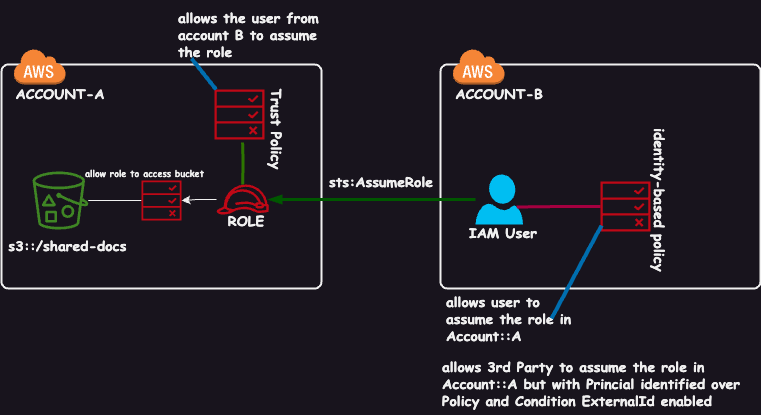 allows the user from
account B to assume
the role
AWS
ACCOUNT-A
Trust Policy
allow role to access bucket
ROLE
s3::/shared-docs
sts:AssumeRole
AWS
ACCOUNT-B
identity-based policy
IAM User
allows user to
assume the role in
Account::A
allows 3rd Party to assume the role in
Account::A but with Princial identified over
Policy and Condition ExternalId enabled